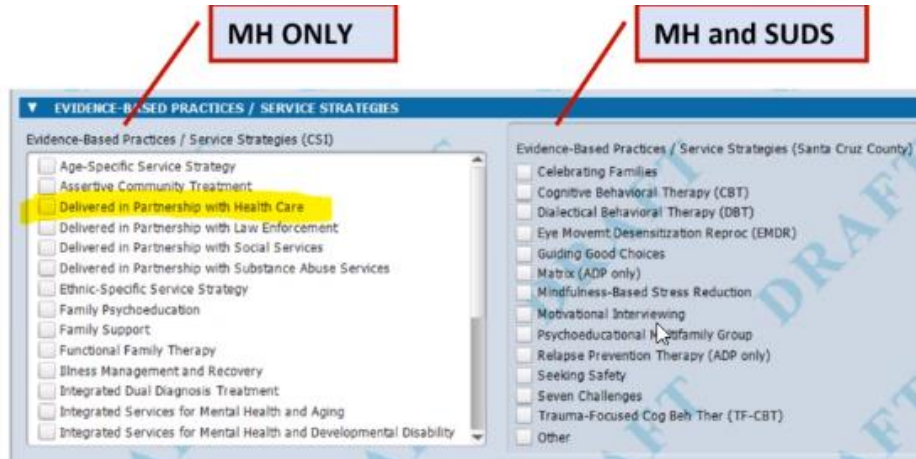 MH ONLY
MH and SUDS
▼ EVIDENCE-BASED PRACTICES / SERVICE STRATEGIES
Evidence-Based Practices / Service Strategies (CSI)
Age-Specific Service Strategy
Assertive Community Treatment
Delivered in Partnership with Health Care
Delivered in Partnership with Law Enforcement
Delivered in Partnership with Social Services
Delivered in Partnership with Substance Abuse Services
Ethnic-Specific Service Strategy
Family Psychoeducation
Family Support
Functional Family Therapy
Illness Management and Recovery
Integrated Dual Diagnosis Treatment
Integrated Services for Mental Health and Aging
Integrated Services for Mental Health and Developmental Disability
Evidence-Based Practices / Service Strategies (Santa Cruz County)
Celebrating Families
Cognitive Behavioral Therapy (CBT)
Dialectical Behavioral Therapy (DBT)
Eye Movemt Desensitization Reproc (EMDR)
Guiding Good Choices
Matrix (ADP only)
Mindfulness-Based Stress Reduction
Motivational Interviewing
Psychoeducational Multifamily Group
Relapse Prevention Therapy (ADP only)
Seeking Safety
Seven Challenges
Trauma-Focused Cog Beh Ther (TF-CBT)
Other
DRAFT